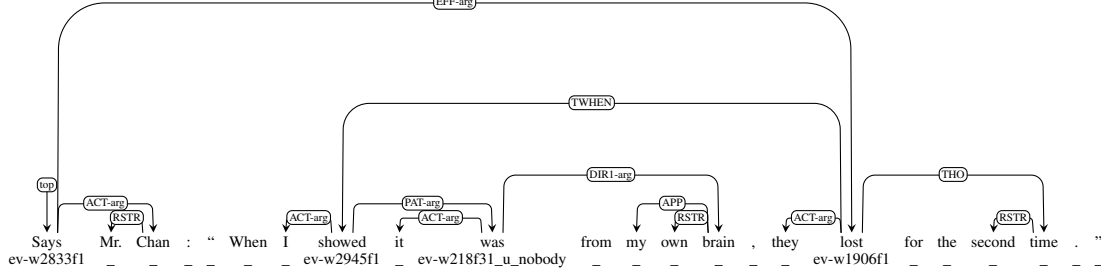 EFF-arg
TWHEN
top DIR1-arg THO
ACT-arg PAT-arg APP
RSTR ACT-arg ACT-arg RSTR ACT-arg RSTR
Says Mr. Chan : “ When I showed it was from my own brain , they lost for the second time . ”
ev-w2833f1 _ _ _ _ _ _ ev-w2945f1 _ ev-w218f31_u_nobody _ _ _ _ _ _ ev-w1906f1 _ _ _ _ _ _